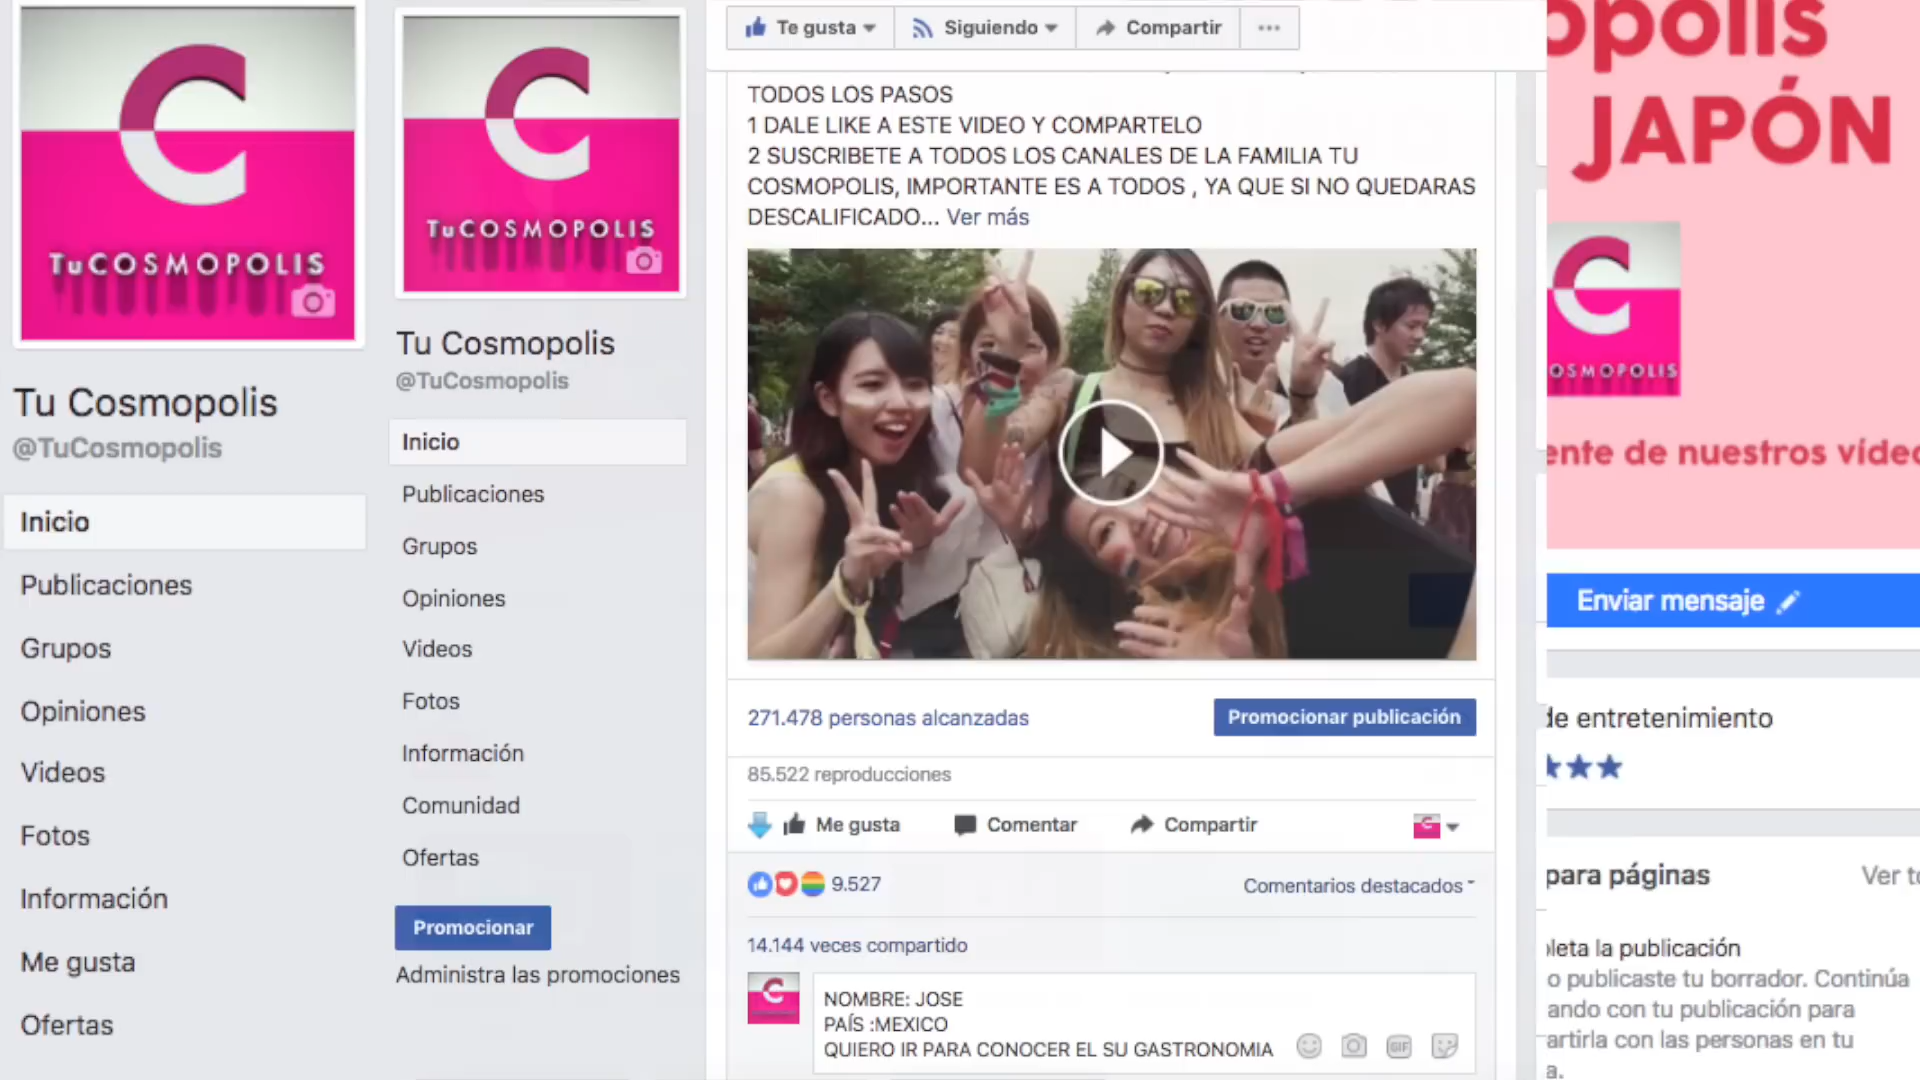 TuCOSMOPOLIS
Tu Cosmopolis
@TuCosmopolis
Inicio
Publicaciones
Grupos
Opiniones
Videos
Fotos
Información
Me gusta
Ofertas
TuCOSMOPOLIS
Tu Cosmopolis
@TuCosmopolis
Inicio
Publicaciones
Grupos
Opiniones
Videos
Fotos
Información
Comunidad
Ofertas
Promocionar
Administra las promociones
Te gusta
Siguiendo
Compartir
TODOS LOS PASOS
1 DALE LIKE A ESTE VIDEO Y COMPARTELO
2 SUSCRIBETE A TODOS LOS CANALES DE LA FAMILIA TU
COSMOPOLIS, IMPORTANTE ES A TODOS , YA QUE SI NO QUEDARAS
DESCALIFICADO... Ver más
271.478 personas alcanzadas
Promocionar publicación
85.522 reproducciones
Me gusta
Comentar
Compartir
9.527
Comentarios destacados
14.144 veces compartido
NOMBRE: JOSE
PAÍS :MEXICO
QUIERO IR PARA CONOCER EL SU GASTRONOMIA
GIF
opolis
JAPÓN
OSMOPOLIS
ente de nuestros víde
Enviar mensaje
de entretenimiento
para páginas
Ver to
leta la publicación
o publicaste tu borrador. Continúa
ando con tu publicación para
artirla con las personas en tu
a.